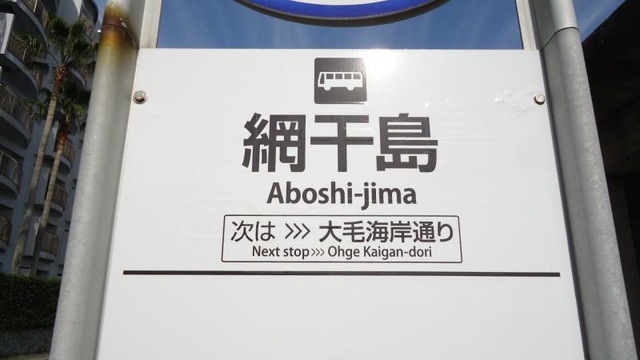 網干島
Aboshi-jima
次は >>> 大毛海岸通り
Next stop >>> Ohge Kaigan-dori